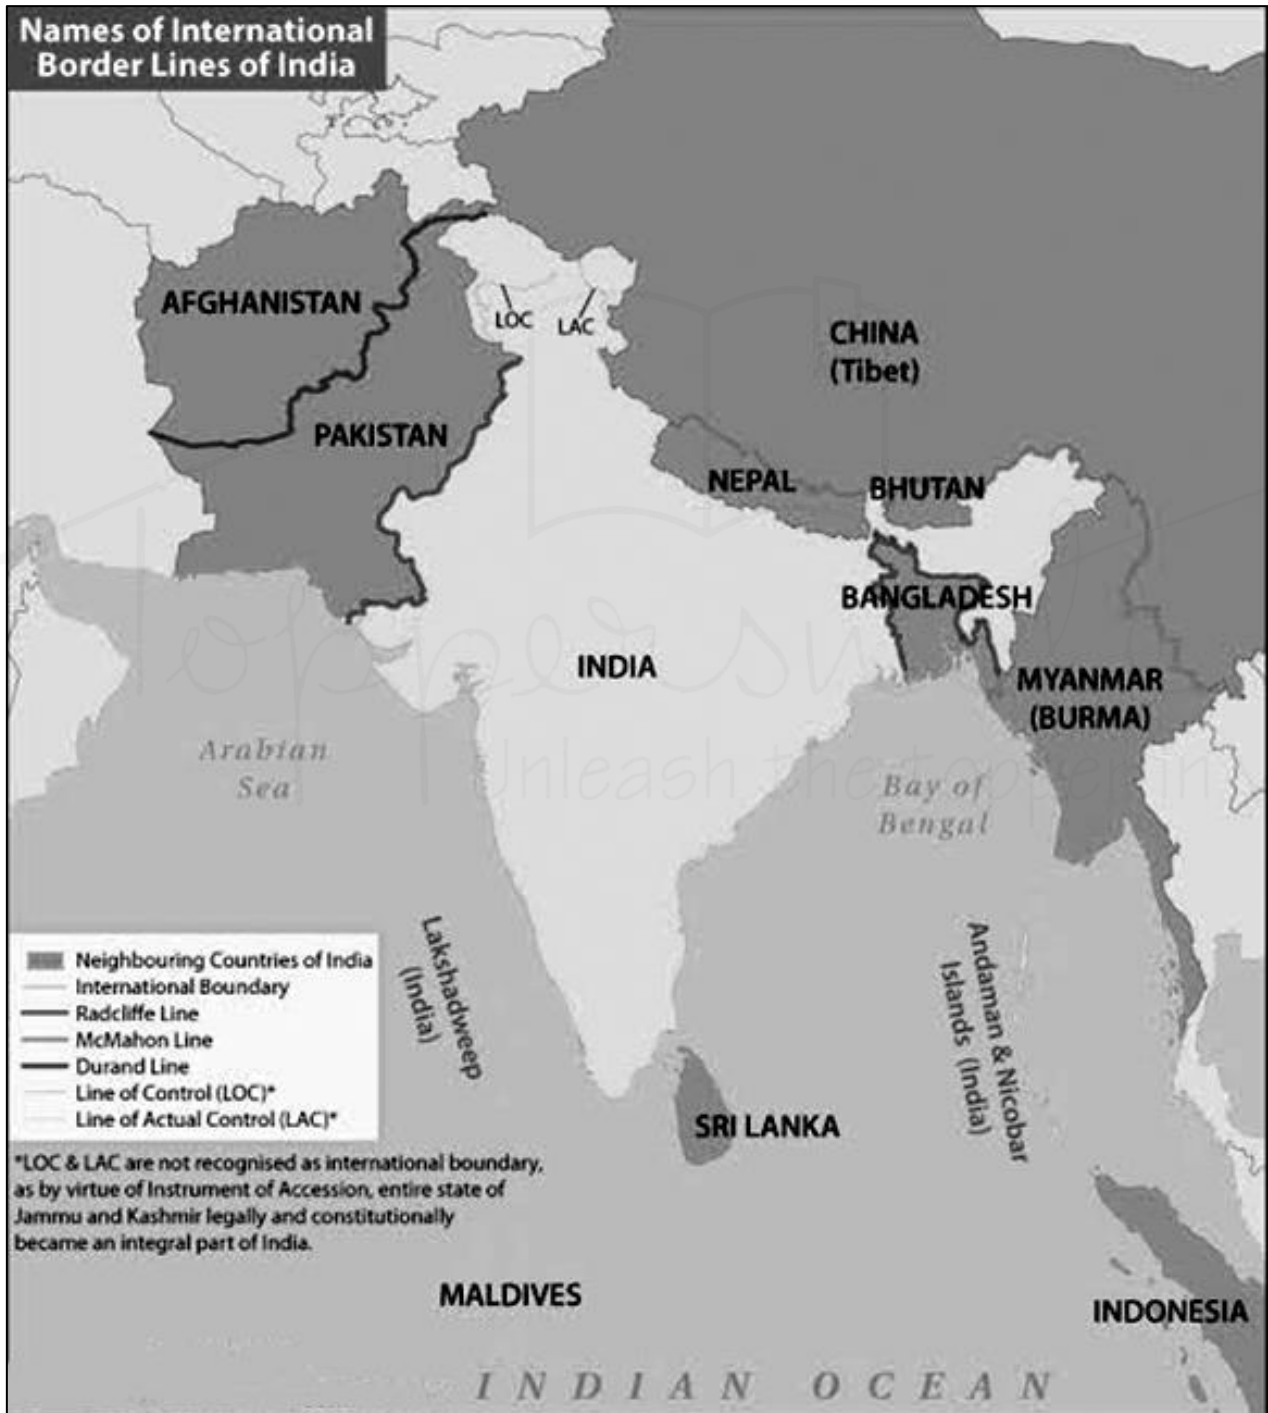 Names of International
Border Lines of India
AFGHANISTAN
LOC
LAC
CHINA
(Tibet)
PAKISTAN
NEPAL
BHUTAN
BANGLADESH
INDIA
MYANMAR
(BURMA)
Arabian
Sea
Unleash the topper in
Bay of
Bengal
Lakshadweep
(India)
Andaman & Nicobar
Islands (India)
Neighbouring Countries of India
International Boundary
Radcliffe Line
McMahon Line
Durand Line
Line of Control (LOC)*
Line of Actual Control (LAC)*
SRI LANKA
*LOC & LAC are not recognised as international boundary,
as by virtue of Instrument of Accession, entire state of
Jammu and Kashmir legally and constitutionally
became an integral part of India.
MALDIVES
INDONESIA
INDIAN OCEAN